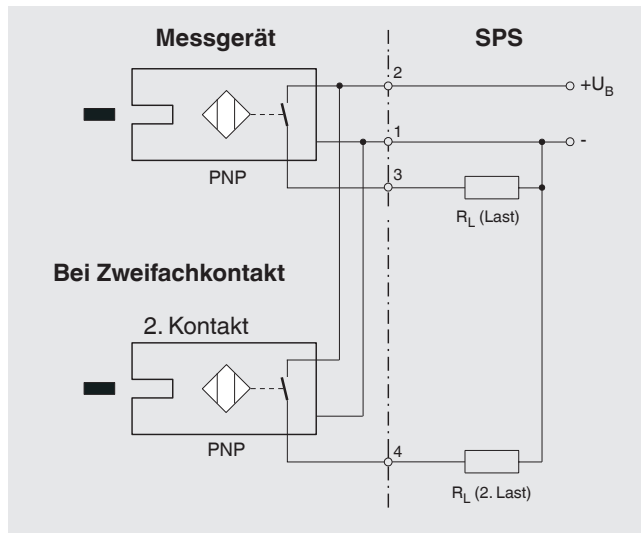 Messgerät
SPS
2
+U_B
1
-
3
PNP
R_L (Last)
Bei Zweifachkontakt
2. Kontakt
PNP
4
R_L (2. Last)